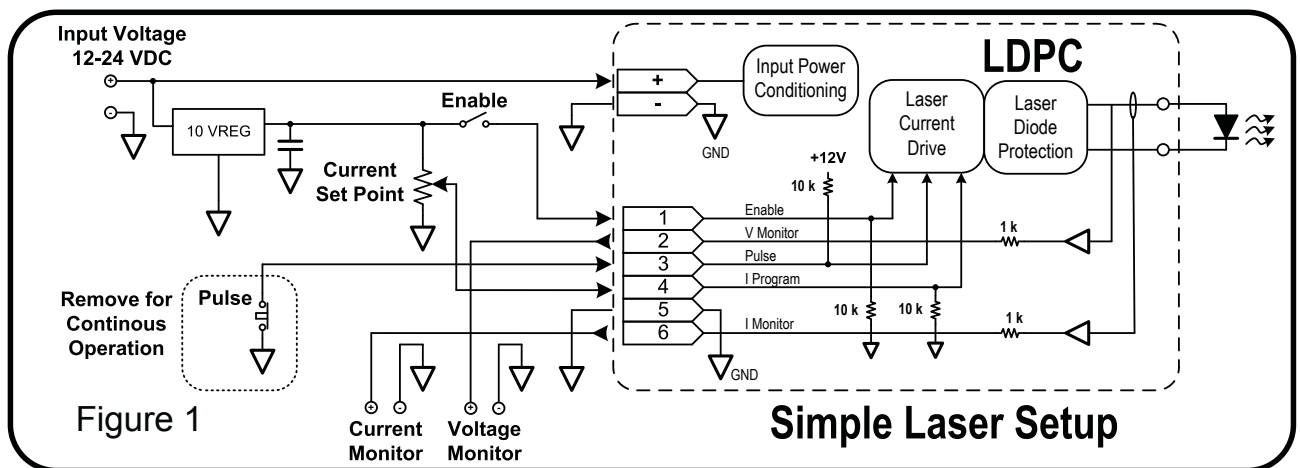 Input Voltage
12-24 VDC
+
-
10 VREG
Enable
Current
Set Point
Remove for
Continous
Operation
Pulse
Figure 1
+
-
Current
Monitor
+
-
Voltage
Monitor
LDPC
+
-
GND
Input Power
Conditioning
Laser
Current
Drive
Laser
Diode
Protection
+12V
10 k
1 Enable
2 V Monitor
3 Pulse
4 I Program
5
6 I Monitor
1 k
10 k
10 k
1 k
GND
Simple Laser Setup